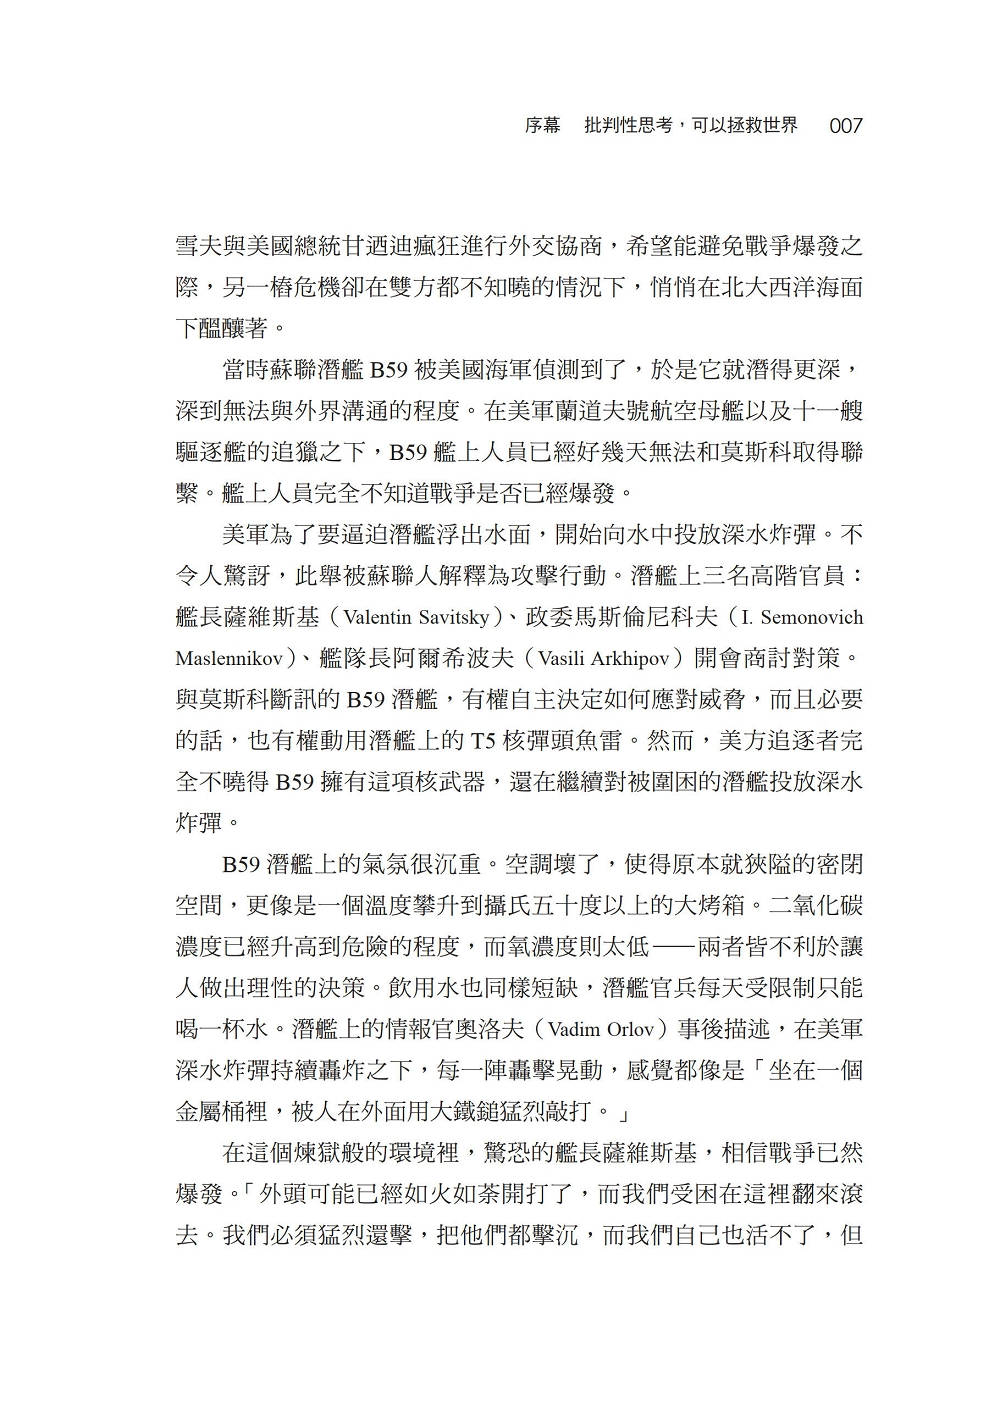 序幕　批判性思考，可以拯救世界　007
雪夫與美國總統甘迺迪瘋狂進行外交協商，希望能避免戰爭爆發之
際，另一樁危機卻在雙方都不知曉的情況下，悄悄在北大西洋海面
下醞釀著。
當時蘇聯潛艦 B59 被美國海軍偵測到了，於是它就潛得更深，
深到無法與外界溝通的程度。在美軍蘭道夫號航空母艦以及十一艘
驅逐艦的追獵之下，B59 艦上人員已經好幾天無法和莫斯科取得聯
繫。艦上人員完全不知道戰爭是否已經爆發。
美軍為了要逼迫潛艦浮出水面，開始向水中投放深水炸彈。不
令人驚訝，此舉被蘇聯人解釋為攻擊行動。潛艦上三名高階官員：
艦長薩維斯基（Valentin Savitsky）、政委馬斯倫尼科夫（I. Semonovich
Maslennikov）、艦隊長阿爾希波夫（Vasili Arkhipov）開會商討對策。
與莫斯科斷訊的 B59 潛艦，有權自主決定如何應對威脅，而且必要
的話，也有權動用潛艦上的 T5 核彈頭魚雷。然而，美方追逐者完
全不曉得 B59 擁有這項核武器，還在繼續對被圍困的潛艦投放深水
炸彈。
B59 潛艦上的氣氛很沉重。空調壞了，使得原本就狹隘的密閉
空間，更像是一個溫度攀升到攝氏五十度以上的大烤箱。二氧化碳
濃度已經升高到危險的程度，而氧濃度則太低——兩者皆不利於讓
人做出理性的決策。飲用水也同樣短缺，潛艦官兵每天受限制只能
喝一杯水。潛艦上的情報官奧洛夫（Vadim Orlov）事後描述，在美軍
深水炸彈持續轟炸之下，每一陣轟擊晃動，感覺都像是「坐在一個
金屬桶裡，被人在外面用大鐵鎚猛烈敲打。」
在這個煉獄般的環境裡，驚恐的艦長薩維斯基，相信戰爭已然
爆發。「外頭可能已經如火如荼開打了，而我們受困在這裡翻來滾
去。我們必須猛烈還擊，把他們都擊沉，而我們自己也活不了，但